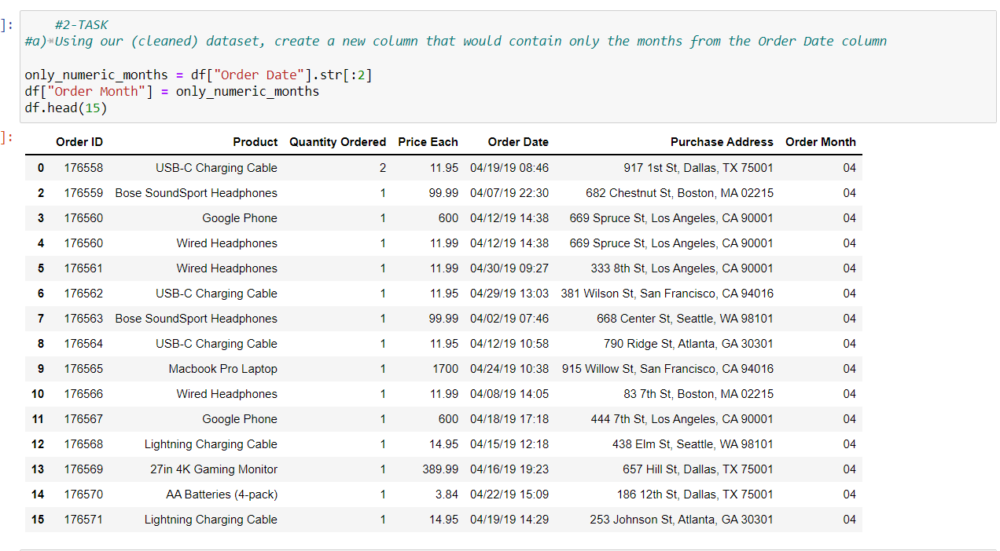 ]:
#2-TASK
#a) Using our (cleaned) dataset, create a new column that would contain only the months from the Order Date column
only_numeric_months = df["Order Date"].str[:2]
df["Order Month"] = only_numeric_months
df.head(15)
]:
Order ID Product Quantity Ordered Price Each Order Date Purchase Address Order Month
0 176558 USB-C Charging Cable 2 11.95 04/19/19 08:46 917 1st St, Dallas, TX 75001 04
2 176559 Bose SoundSport Headphones 1 99.99 04/07/19 22:30 682 Chestnut St, Boston, MA 02215 04
3 176560 Google Phone 1 600 04/12/19 14:38 669 Spruce St, Los Angeles, CA 90001 04
4 176560 Wired Headphones 1 11.99 04/12/19 14:38 669 Spruce St, Los Angeles, CA 90001 04
5 176561 Wired Headphones 1 11.99 04/30/19 09:27 333 8th St, Los Angeles, CA 90001 04
6 176562 USB-C Charging Cable 1 11.95 04/29/19 13:03 381 Wilson St, San Francisco, CA 94016 04
7 176563 Bose SoundSport Headphones 1 99.99 04/02/19 07:46 668 Center St, Seattle, WA 98101 04
8 176564 USB-C Charging Cable 1 11.95 04/12/19 10:58 790 Ridge St, Atlanta, GA 30301 04
9 176565 Macbook Pro Laptop 1 1700 04/24/19 10:38 915 Willow St, San Francisco, CA 94016 04
10 176566 Wired Headphones 1 11.99 04/08/19 14:05 83 7th St, Boston, MA 02215 04
11 176567 Google Phone 1 600 04/18/19 17:18 444 7th St, Los Angeles, CA 90001 04
12 176568 Lightning Charging Cable 1 14.95 04/15/19 12:18 438 Elm St, Seattle, WA 98101 04
13 176569 27in 4K Gaming Monitor 1 389.99 04/16/19 19:23 657 Hill St, Dallas, TX 75001 04
14 176570 AA Batteries (4-pack) 1 3.84 04/22/19 15:09 186 12th St, Dallas, TX 75001 04
15 176571 Lightning Charging Cable 1 14.95 04/19/19 14:29 253 Johnson St, Atlanta, GA 30301 04